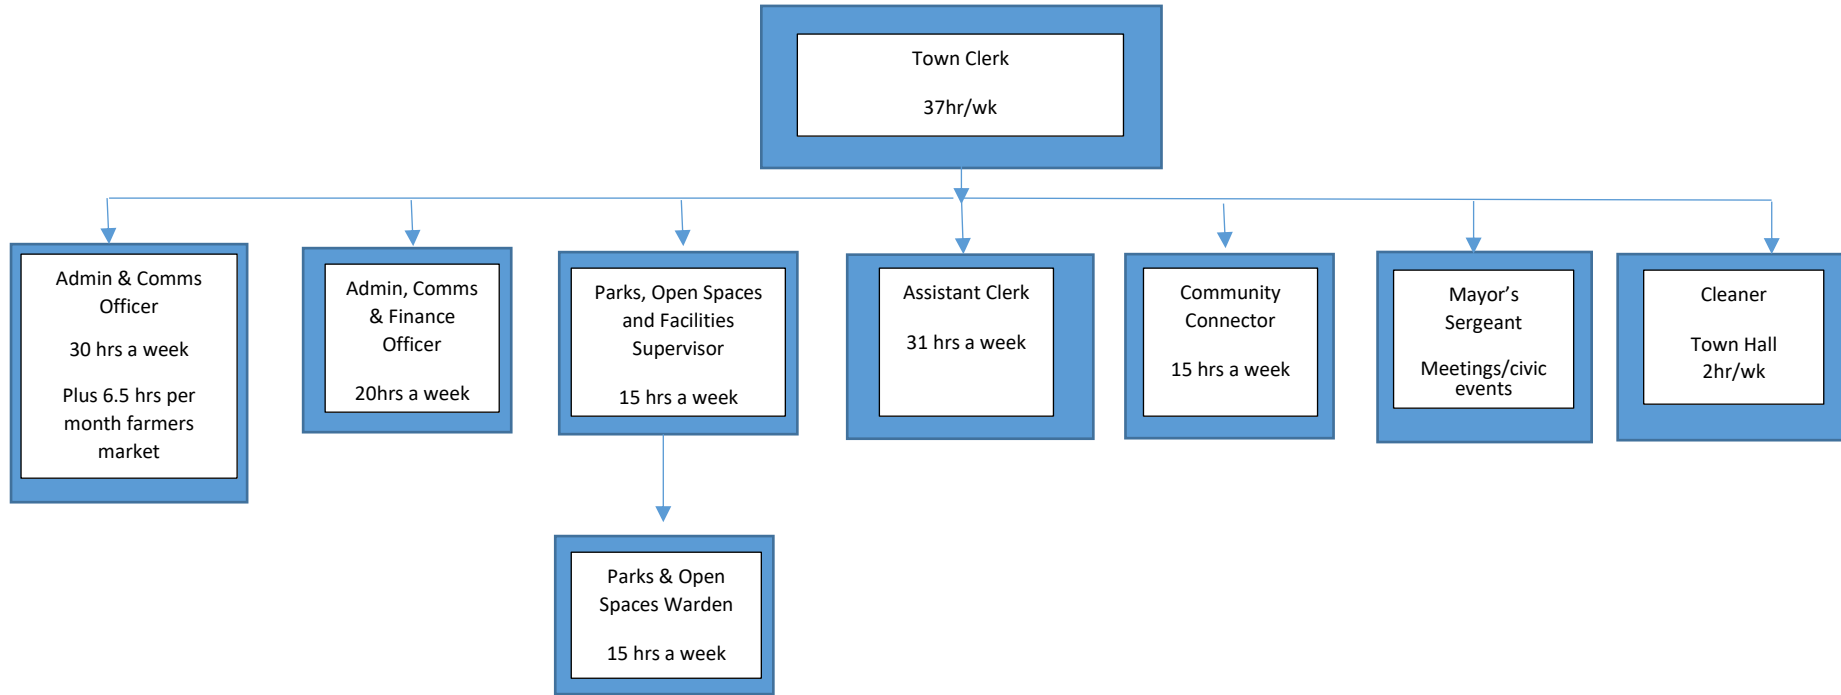 Town Clerk
37hr/wk
Admin & Comms
Officer
30 hrs a week
Plus 6.5 hrs per
month farmers
market
Admin, Comms
& Finance
Officer
20hrs a week
Parks, Open Spaces
and Facilities
Supervisor
15 hrs a week
Assistant Clerk
31 hrs a week
Community
Connector
15 hrs a week
Mayor’s
Sergeant
Meetings/civic
events
Cleaner
Town Hall
2hr/wk
Parks & Open
Spaces Warden
15 hrs a week